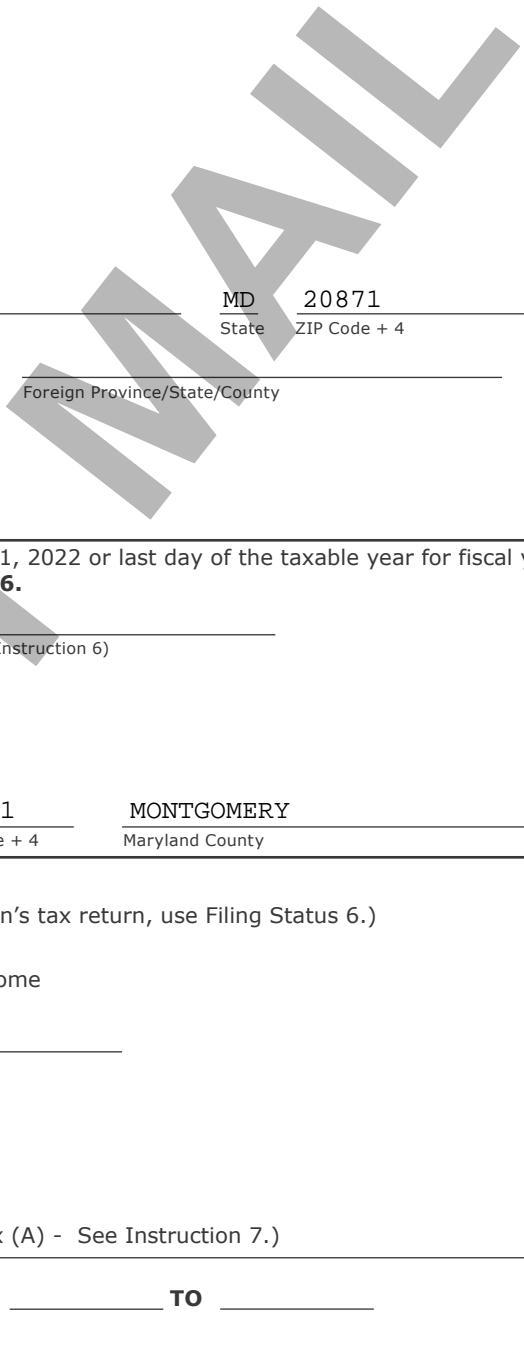 MAIL
MD 20871
State ZIP Code + 4
Foreign Province/State/County
1, 2022 or last day of the taxable year for fiscal
6.
Instruction 6)
1 MONTGOMERY
+ 4 Maryland County
tax return, use Filing Status 6.)
(A) - See Instruction 7.)
TO